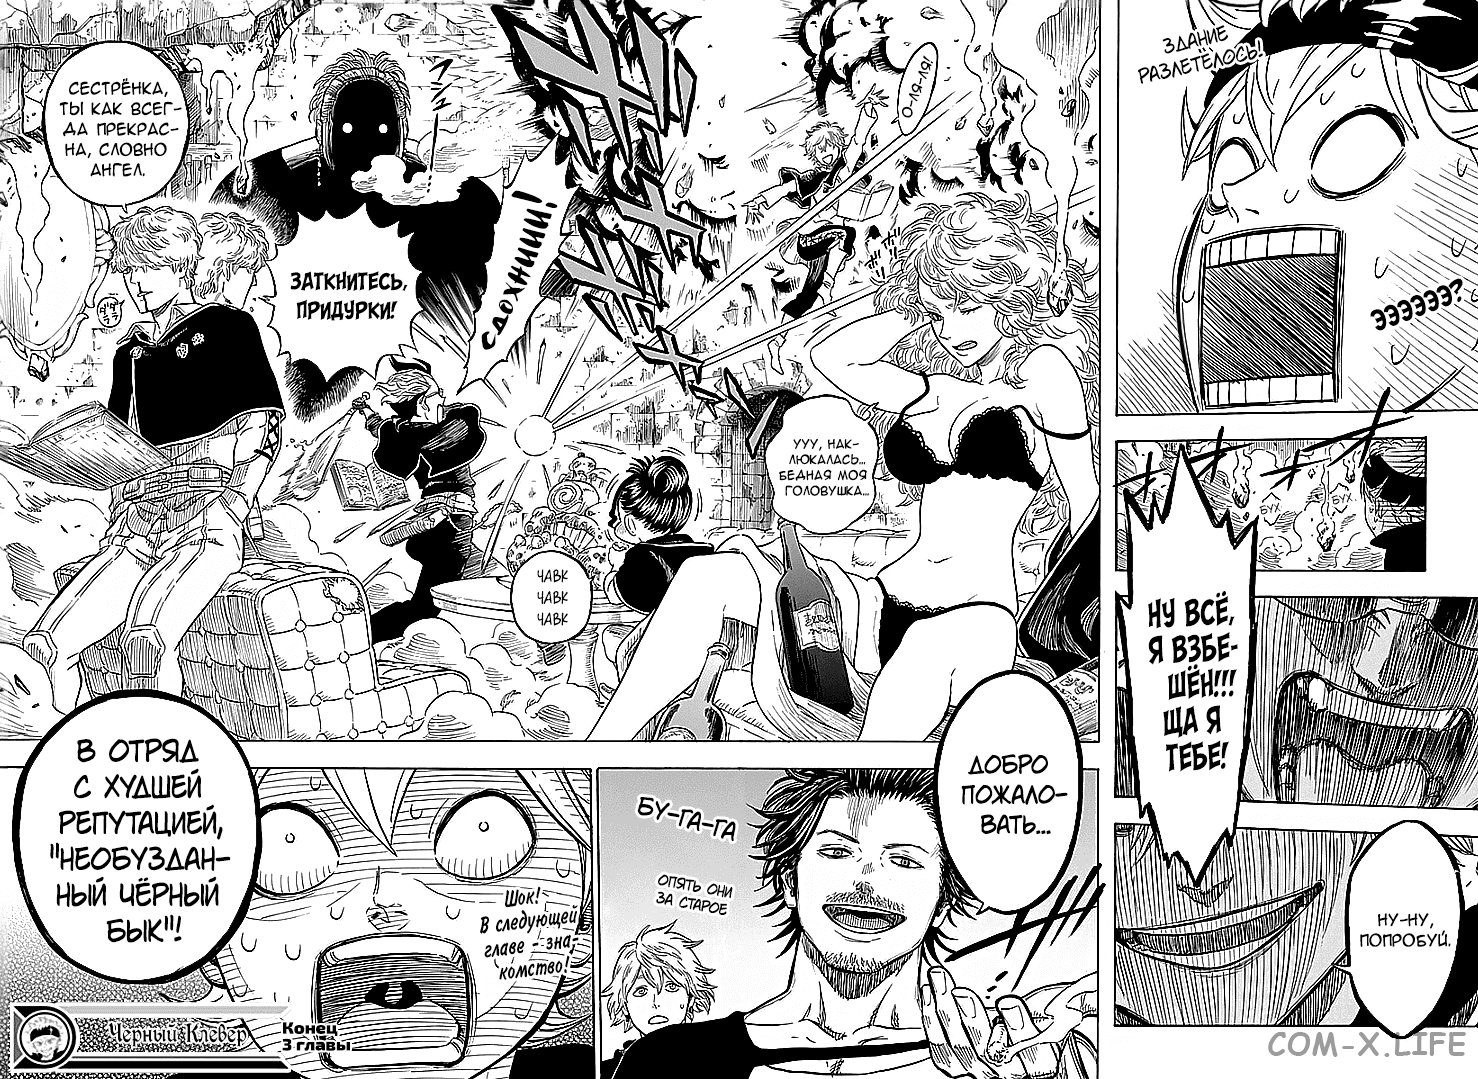 ЗДАНИЕ
РАЗЛЕТЕЛОСЬ!
ЭЭЭЭЭЭЭ?
БУХ
БУХ
НУ ВСЁ,
Я ВЗБЕ-
ШЁН!!!
ЩА Я
ТЕБЕ!
НУ-НУ,
ПОПРОБУЙ.
О-ЛЯ-ЛЯ!
СДОХНИИИ!
ЗАТКНИТЕСЬ,
ПРИДУРКИ!
СЕСТРЁНКА,
ТЫ КАК ВСЕГ-
ДА ПРЕКРАС-
НА, СЛОВНО
АНГЕЛ.
УУУ, НАК-
ЛЮКАЛАСЬ...
БЕДНАЯ МОЯ
ГОЛОВУШКА...
ЧАВК
ЧАВК
ЧАВК
ДОБРО
ПОЖАЛО-
ВАТЬ...
БУ-ГА-ГА
ОПЯТЬ ОНИ
ЗА СТАРОЕ
В ОТРЯД
С ХУДШЕЙ
РЕПУТАЦИЕЙ,
"НЕОБУЗДАН-
НЫЙ ЧЁРНЫЙ
БЫК"!
Шок!
В следующей
главе - зна-
комство!
Черный Клевер
Конец
3 главы
COM-X.LIFE